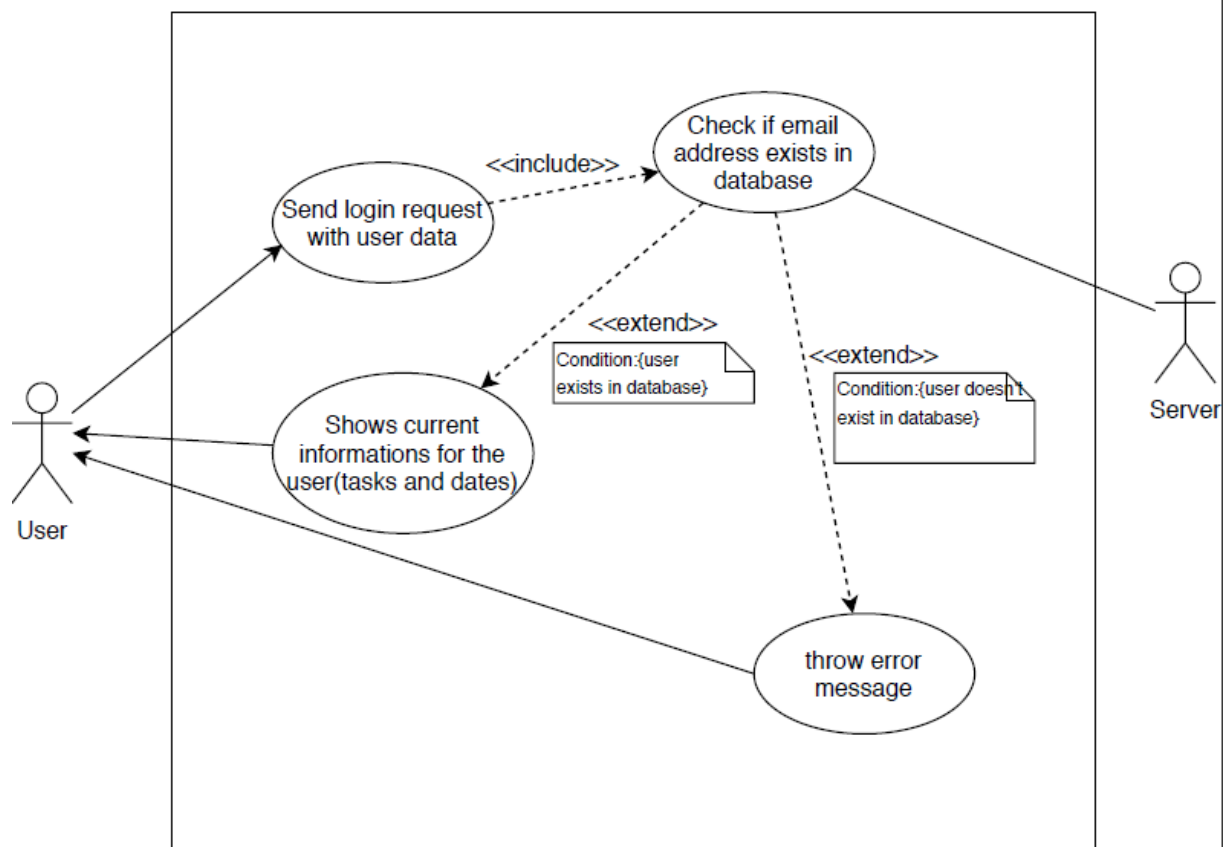 Check if email
address exists in
database
<<include>>
Send login request
with user data
<<extend>>
Condition:{user
exists in database}
<<extend>>
Condition:{user doesn't
exist in database}
Server
Shows current
informations for the
user(tasks and dates)
User
throw error
message